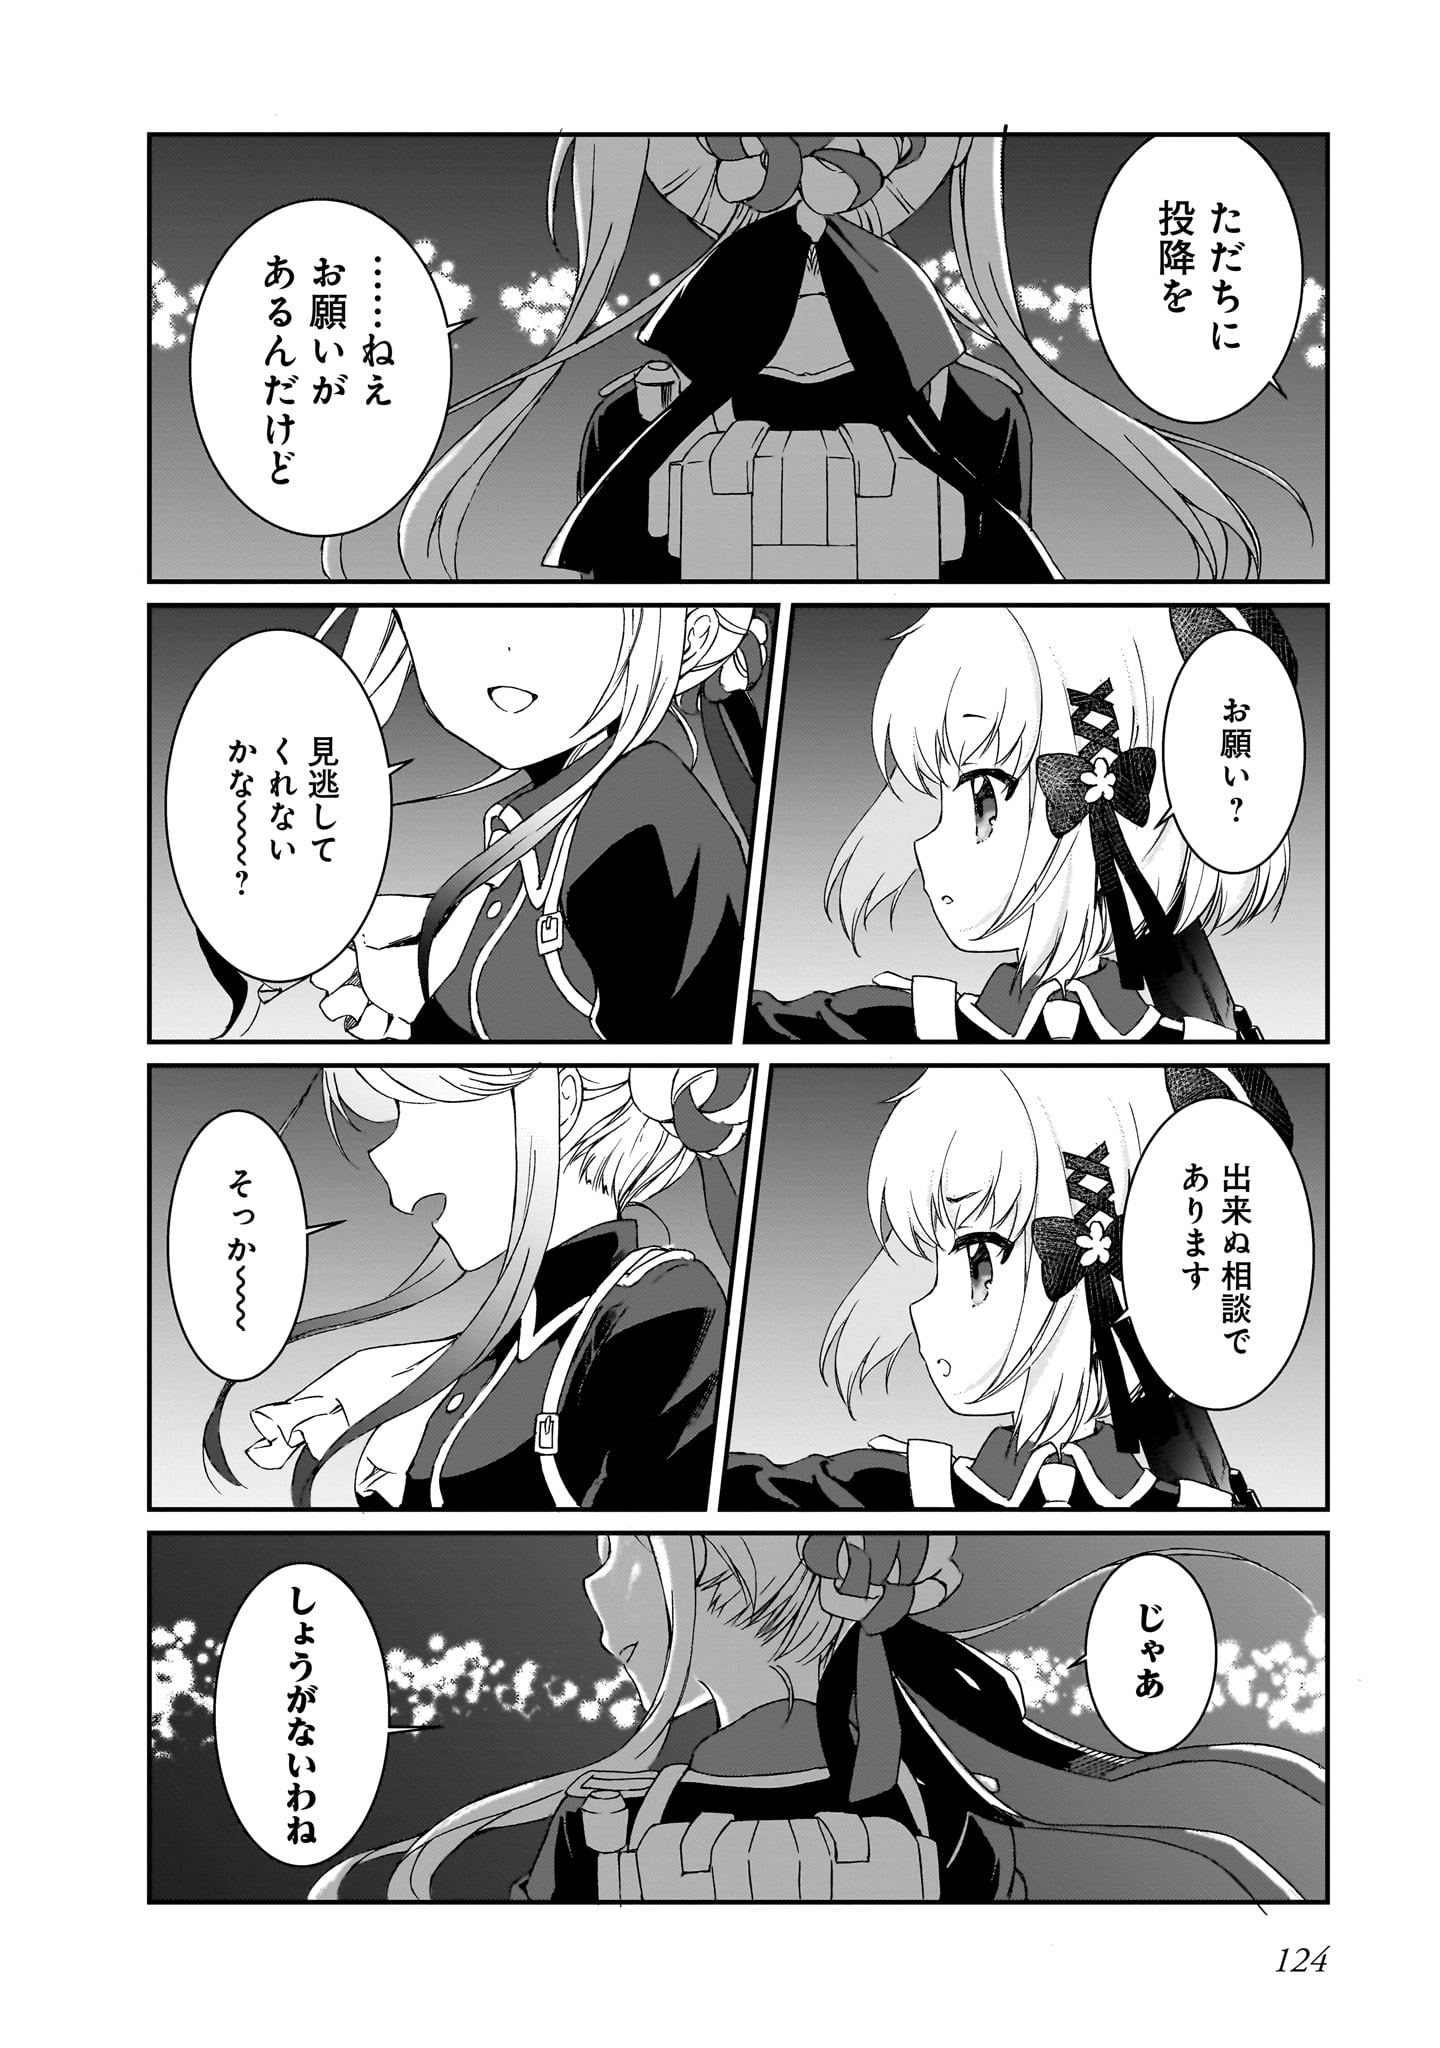 ただちに
投降を
……ねえ
お願いが
あるんだけど
お願い？
見逃して
くれない
かな〜〜〜？
出来ぬ相談で
あります
そっか〜〜〜
じゃあ
しょうがないわね
124